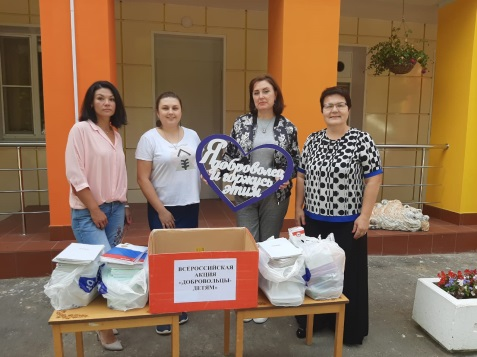 Я
доброволец
и горжусь
этим
ВСЕРОССИЙСКАЯ
АКЦИЯ
«ДОБРОВОЛЬЦЫ-
ДЕТЯМ»